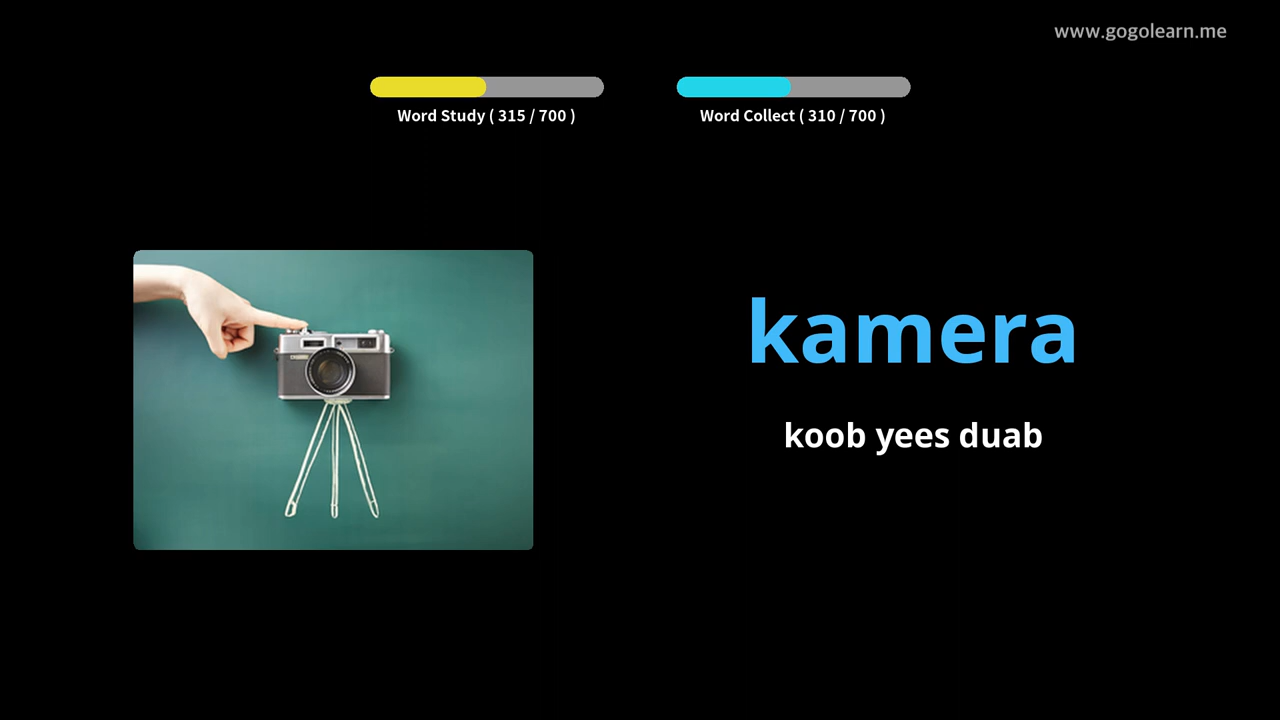 www.gogolearn.me
Word Study ( 315 / 700 )
Word Collect ( 310 / 700 )
kamera
koob yees duab